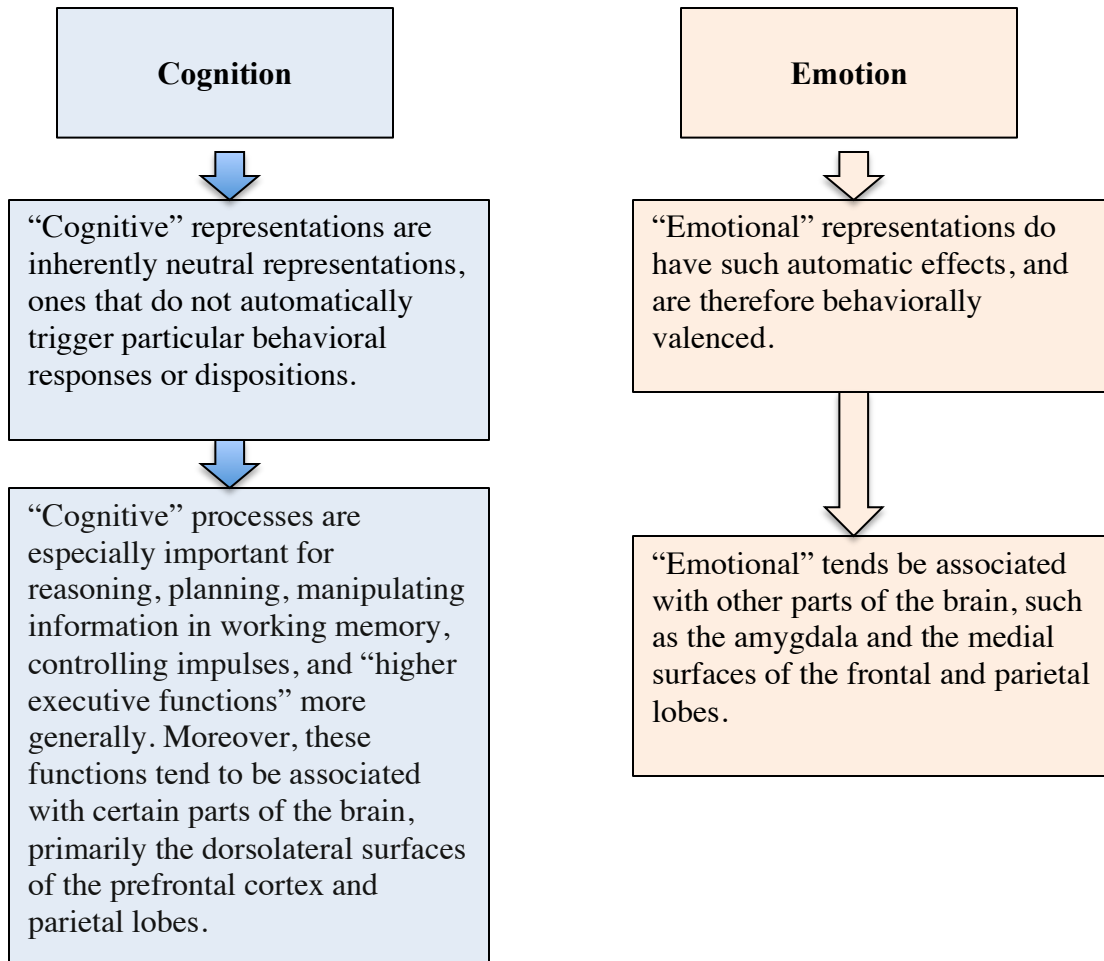 Cognition
“Cognitive” representations are
inherently neutral representations,
ones that do not automatically
trigger particular behavioral
responses or dispositions.
“Cognitive” processes are
especially important for
reasoning, planning, manipulating
information in working memory,
controlling impulses, and “higher
executive functions” more
generally. Moreover, these
functions tend to be associated
with certain parts of the brain,
primarily the dorsolateral surfaces
of the prefrontal cortex and
parietal lobes.
Emotion
“Emotional” representations do
have such automatic effects, and
are therefore behaviorally
valenced.
“Emotional” tends be associated
with other parts of the brain, such
as the amygdala and the medial
surfaces of the frontal and parietal
lobes.